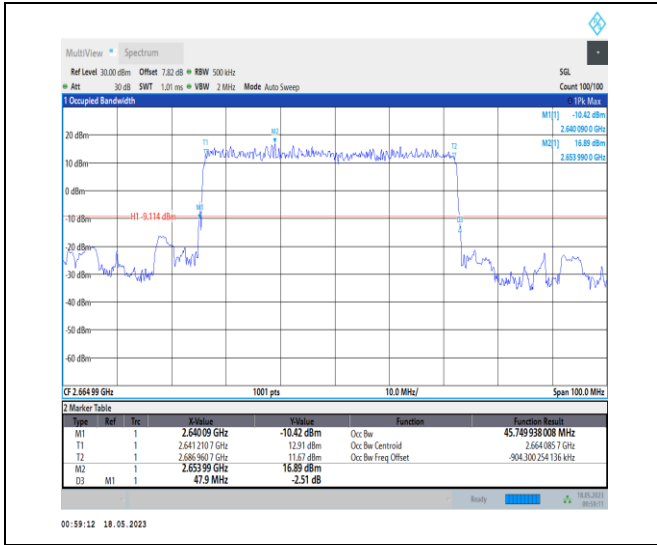 MultiView Spectrum
Ref Level 30.00 dBm Offset 7.82 dB RBW 500 kHz SGL
Att 30 dB SWT 1.01 ms VBW 2 MHz Mode Auto Sweep Count 100/100
1 Occupied Bandwidth 1Pk Max
M1[1] -10.42 dBm
2.640 090 0 GHz
M2[1] 16.89 dBm
2.653 990 0 GHz
20 dBm
M2
T1
T2
10 dBm
0 dBm
M1
-10 dBm
H1 -9.114 dBm
D3
-20 dBm
-30 dBm
-40 dBm
-50 dBm
-60 dBm
CF 2.664 99 GHz 1001 pts 10.0 MHz/ Span 100.0 MHz
2 Marker Table
Type Ref Trc X-Value Y-Value Function Function Result
M1 1 2.640 09 GHz -10.42 dBm Occ Bw 45.749 938 008 MHz
T1 1 2.641 210 7 GHz 12.91 dBm Occ Bw Centroid 2.664 085 7 GHz
T2 1 2.686 960 7 GHz 11.67 dBm Occ Bw Freq Offset -904.300 254 136 kHz
M2 1 2.653 99 GHz 16.89 dBm
D3 M1 1 47.9 MHz -2.51 dB
Ready 18.05.2023
00:59:11
00:59:12 18.05.2023